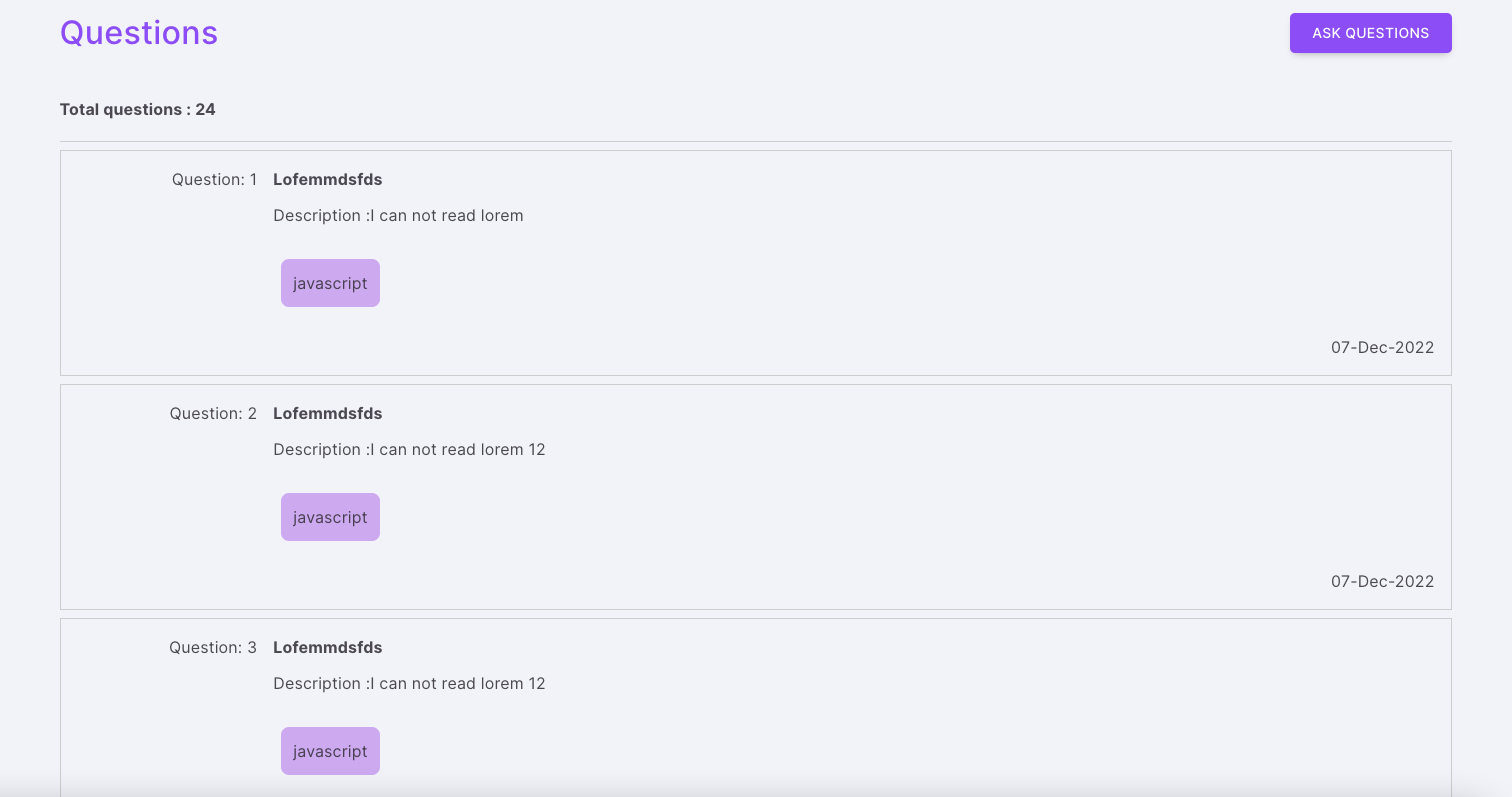 Questions
ASK QUESTIONS
Total questions : 24
Question: 1 Lofemmdsfds
Description :I can not read lorem
javascript
07-Dec-2022
Question: 2 Lofemmdsfds
Description :I can not read lorem 12
javascript
07-Dec-2022
Question: 3 Lofemmdsfds
Description :I can not read lorem 12
javascript